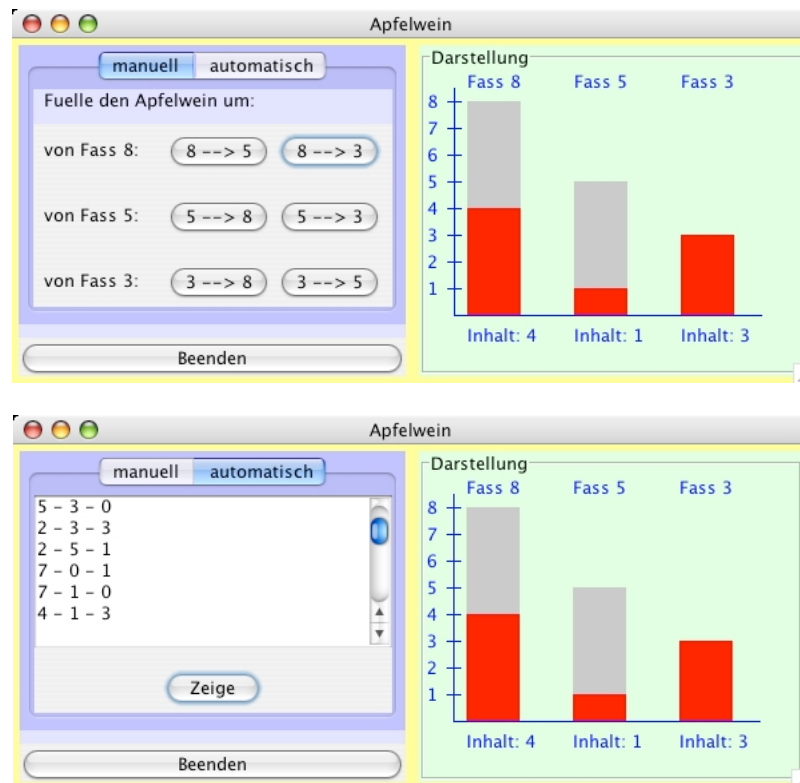 Apfelwein
manuell automatisch
Fuelle den Apfelwein um:
von Fass 8: 8 --> 5 8 --> 3
von Fass 5: 5 --> 8 5 --> 3
von Fass 3: 3 --> 8 3 --> 5
Beenden
Darstellung
Fass 8 Fass 5 Fass 3
8
7
6
5
4
3
2
1
Inhalt: 4 Inhalt: 1 Inhalt: 3
Apfelwein
manuell automatisch
5 - 3 - 0
2 - 3 - 3
2 - 5 - 1
7 - 0 - 1
7 - 1 - 0
4 - 1 - 3
Zeige
Beenden
Darstellung
Fass 8 Fass 5 Fass 3
8
7
6
5
4
3
2
1
Inhalt: 4 Inhalt: 1 Inhalt: 3